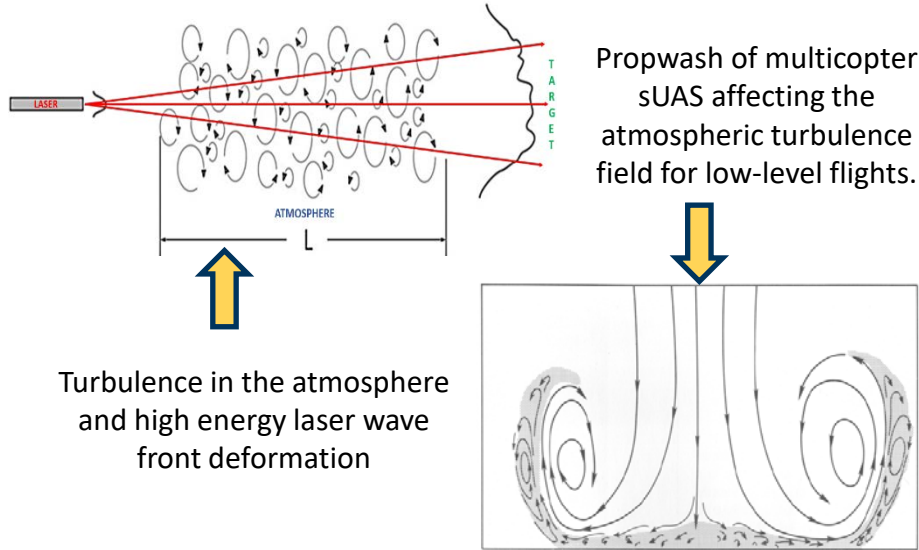 LASER
TARGET
ATMOSPHERE
L
Propwash of multicopter
sUAS affecting the
atmospheric turbulence
field for low-level flights.
Turbulence in the atmosphere
and high energy laser wave
front deformation